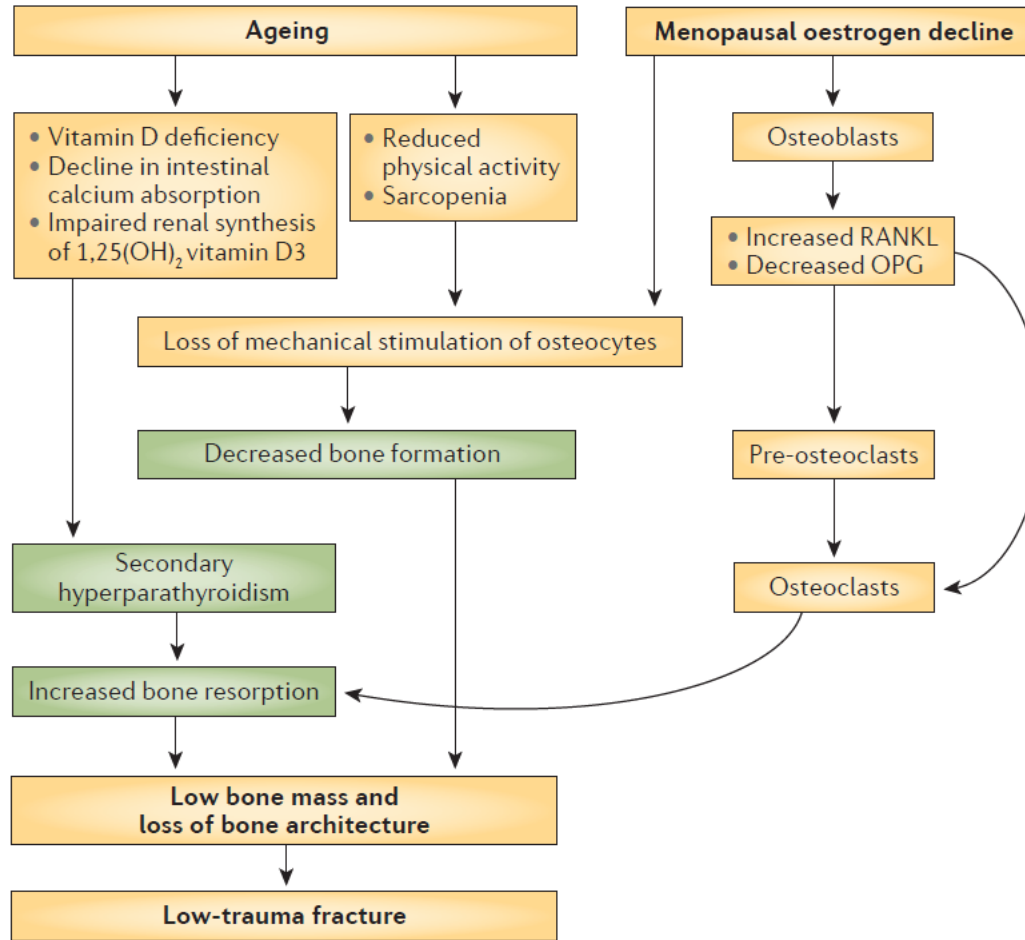 Ageing
Menopausal oestrogen decline
• Vitamin D deficiency
• Decline in intestinal
calcium absorption
• Impaired renal synthesis
of 1,25(OH)₂ vitamin D3
• Reduced
physical activity
• Sarcopenia
Osteoblasts
• Increased RANKL
• Decreased OPG
Loss of mechanical stimulation of osteocytes
Decreased bone formation
Pre-osteoclasts
Secondary
hyperparathyroidism
Osteoclasts
Increased bone resorption
Low bone mass and
loss of bone architecture
Low-trauma fracture